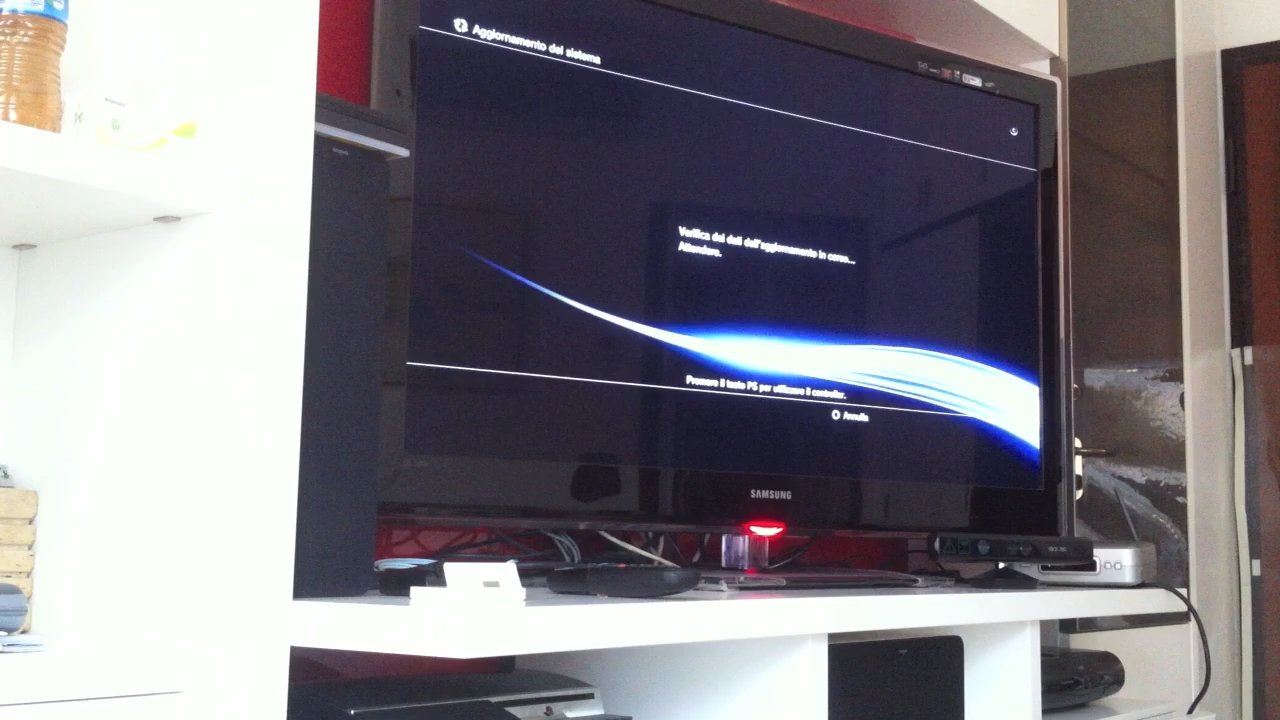 Aggiornamento del sistema
Verifica dei dati dell'aggiornamento in corso...
Attendere.
Premere il tasto PS per utilizzare il controller.
Annulla
SAMSUNG